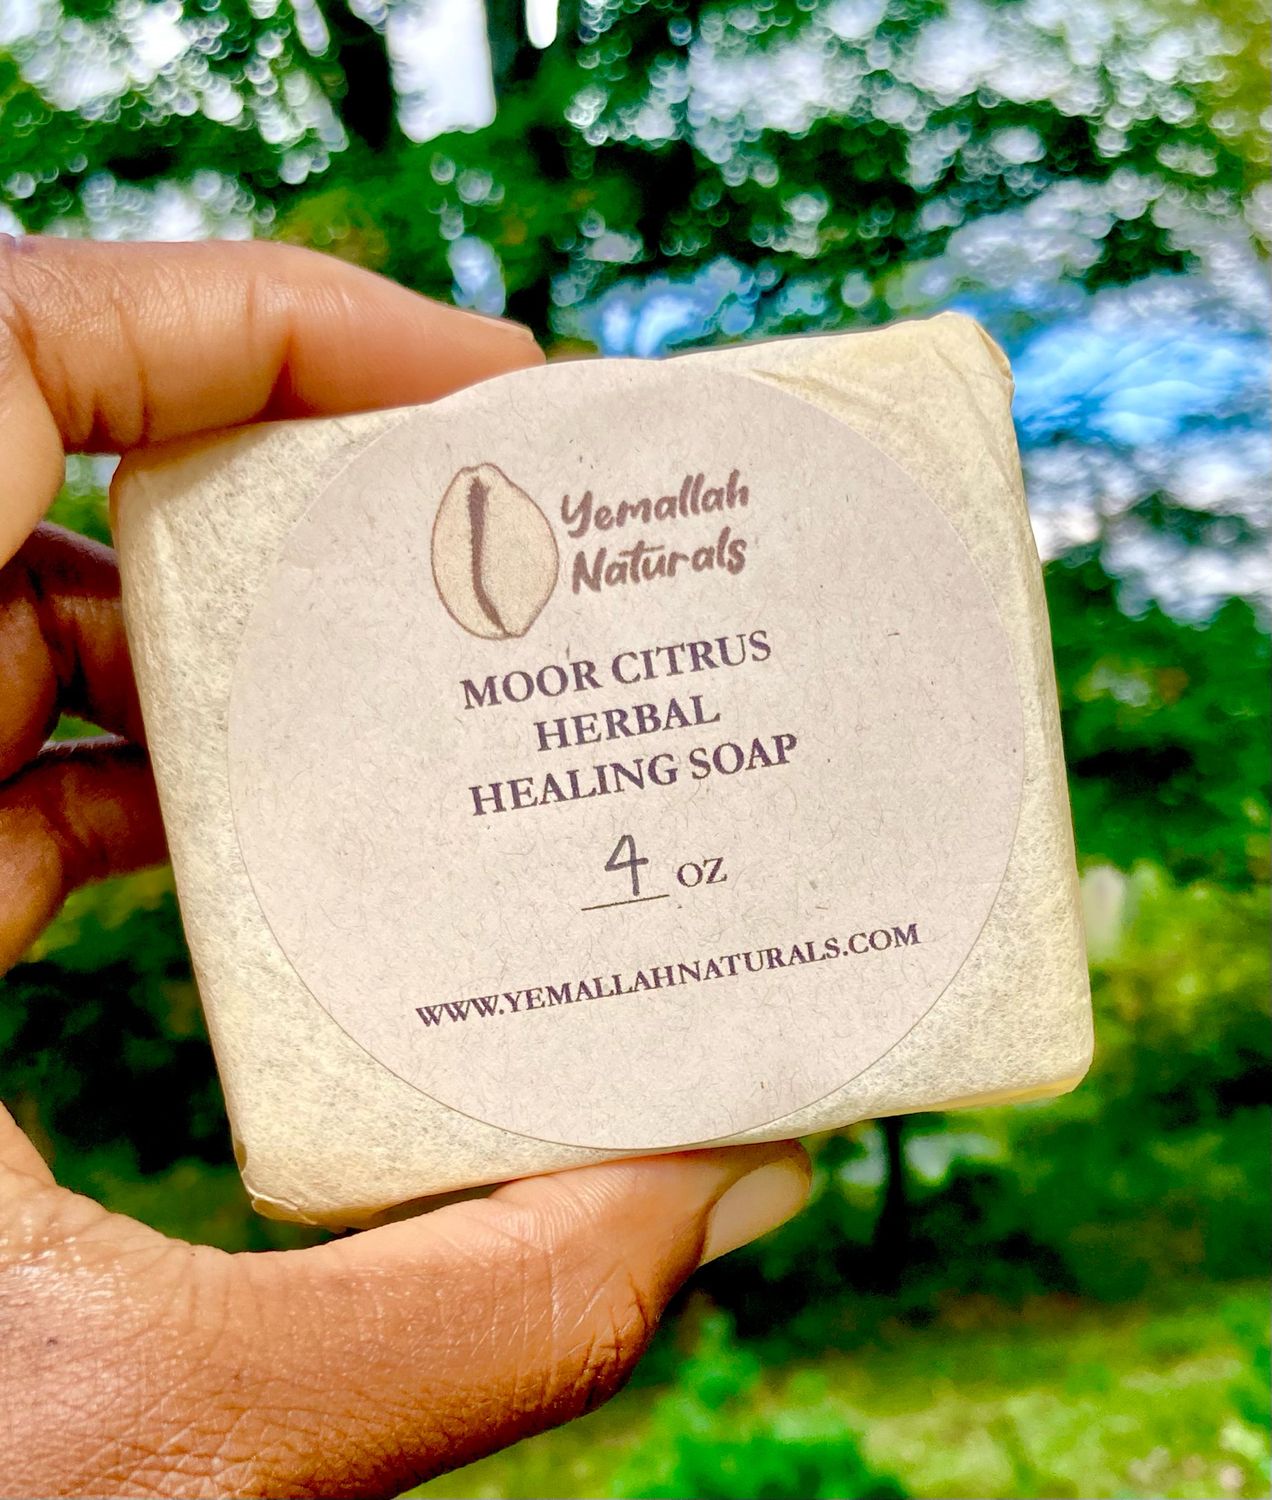 Yemallah
Naturals
MOOR CITRUS
HERBAL
HEALING SOAP
4 OZ
WWW.YEMALLAHNATURALS.COM